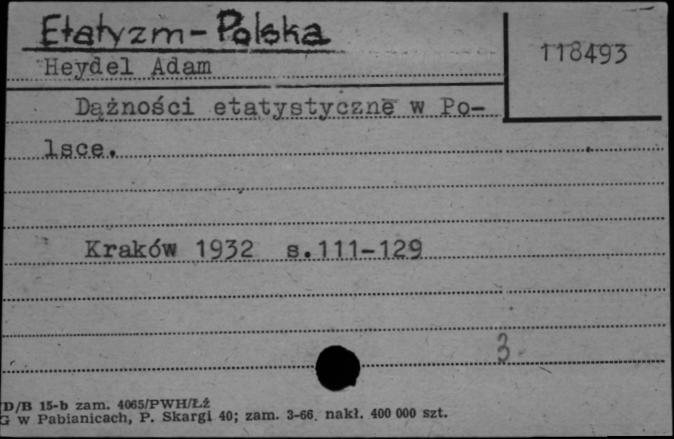 Etatyzm-Polska
118493
Heydel Adam
Dążności etatystyczne w Po-
lsce.
Kraków 1932 s.111-129
3
D/B 15-b zam. 4065/PWH/Łż
G w Pabianicach, P. Skargi 40; zam. 3-66. nakł. 400 000 szt.